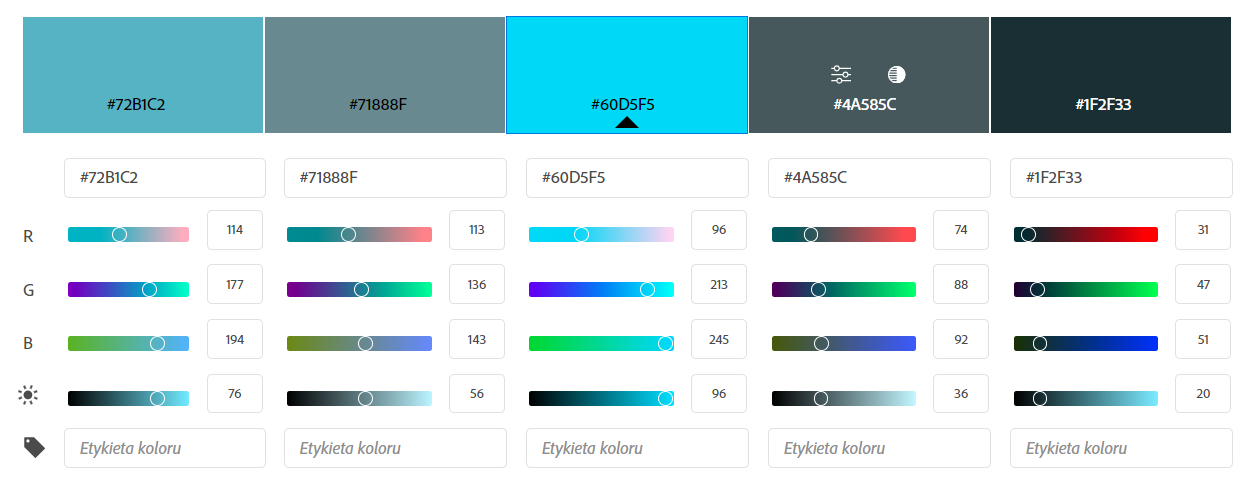 #72B1C2 #71888F #60D5F5 #4A585C #1F2F33
#72B1C2 #71888F #60D5F5 #4A585C #1F2F33
R 114 113 96 74 31
G 177 136 213 88 47
B 194 143 245 92 51
76 56 96 36 20
Etykieta koloru Etykieta koloru Etykieta koloru Etykieta koloru Etykieta koloru